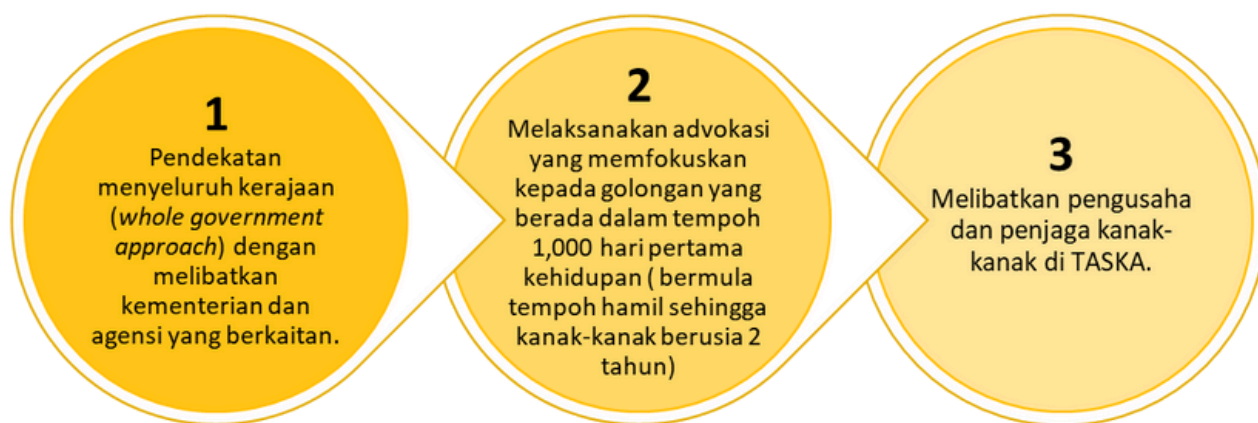 1
Pendekatan
menyeluruh kerajaan
(whole government
approach) dengan
melibatkan
kementerian dan
agensi yang berkaitan.
2
Melaksanakan advokasi
yang memfokuskan
kepada golongan yang
berada dalam tempoh
1,000 hari pertama
kehidupan ( bermula
tempoh hamil sehingga
kanak-kanak berusia 2
tahun)
3
Melibatkan pengusaha
dan penjaga kanak-
kanak di TASKA.